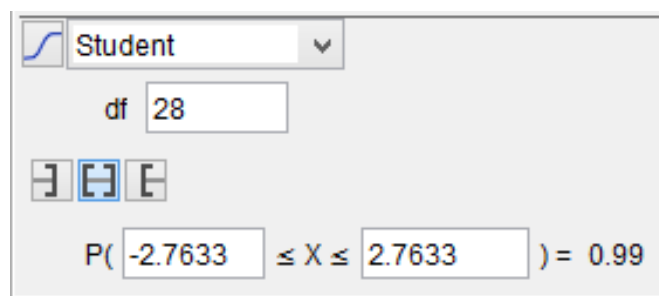 Student
df 28
P( -2.7633 ≤ X ≤ 2.7633 ) = 0.99